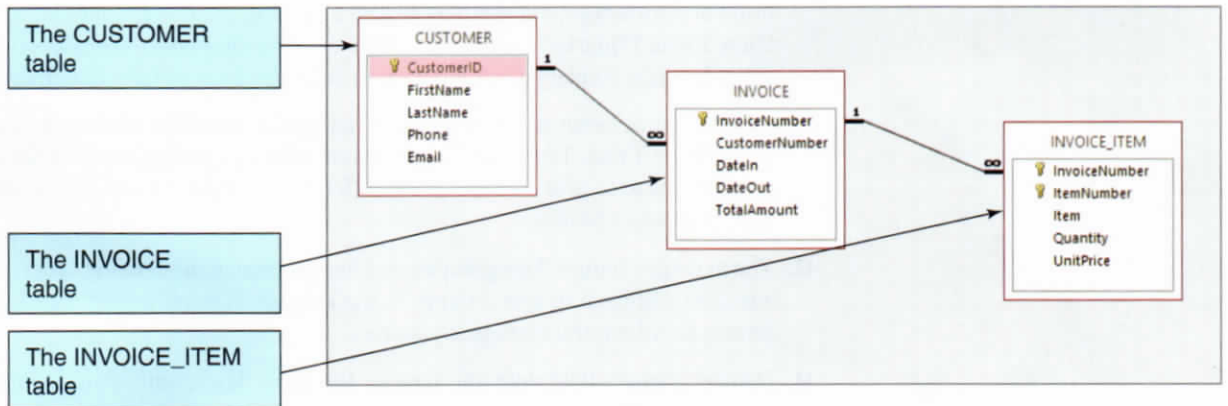 The CUSTOMER
table
The INVOICE
table
The INVOICE_ITEM
table
CUSTOMER
CustomerID
FirstName
LastName
Phone
Email
1
∞
INVOICE
InvoiceNumber
CustomerNumber
DateIn
DateOut
TotalAmount
1
∞
INVOICE_ITEM
InvoiceNumber
ItemNumber
Item
Quantity
UnitPrice